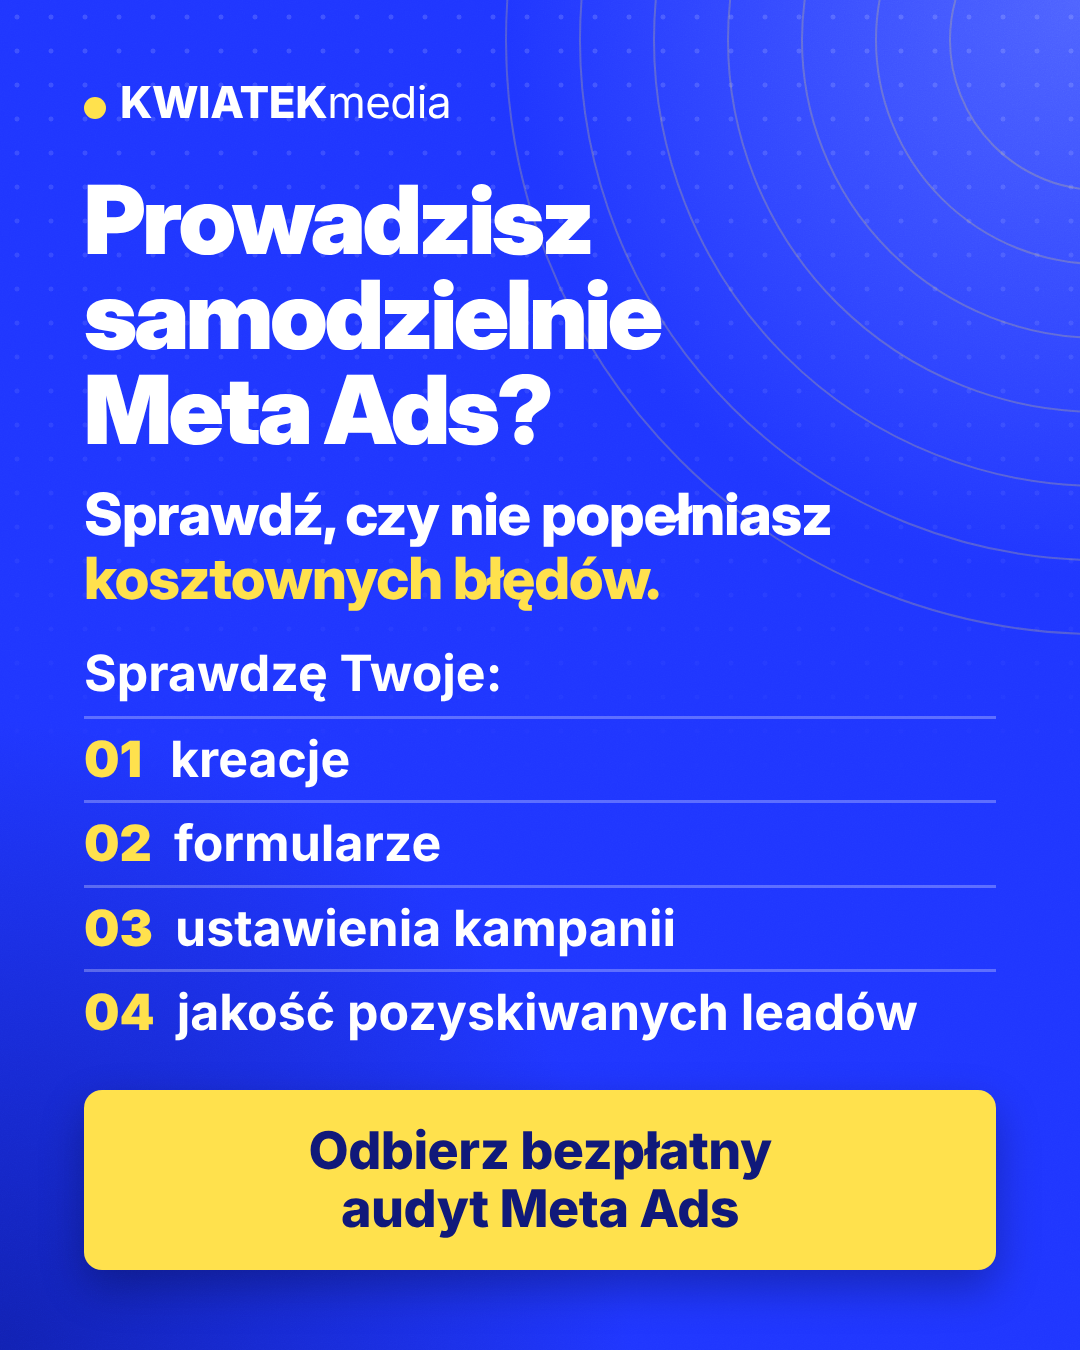 KWIATEKmedia
Prowadzisz
samodzielnie
Meta Ads?
Sprawdź, czy nie popełniasz
kosztownych błędów.
Sprawdzę Twoje:
01 kreacje
02 formularze
03 ustawienia kampanii
04 jakość pozyskiwanych leadów
Odbierz bezpłatny
audyt Meta Ads